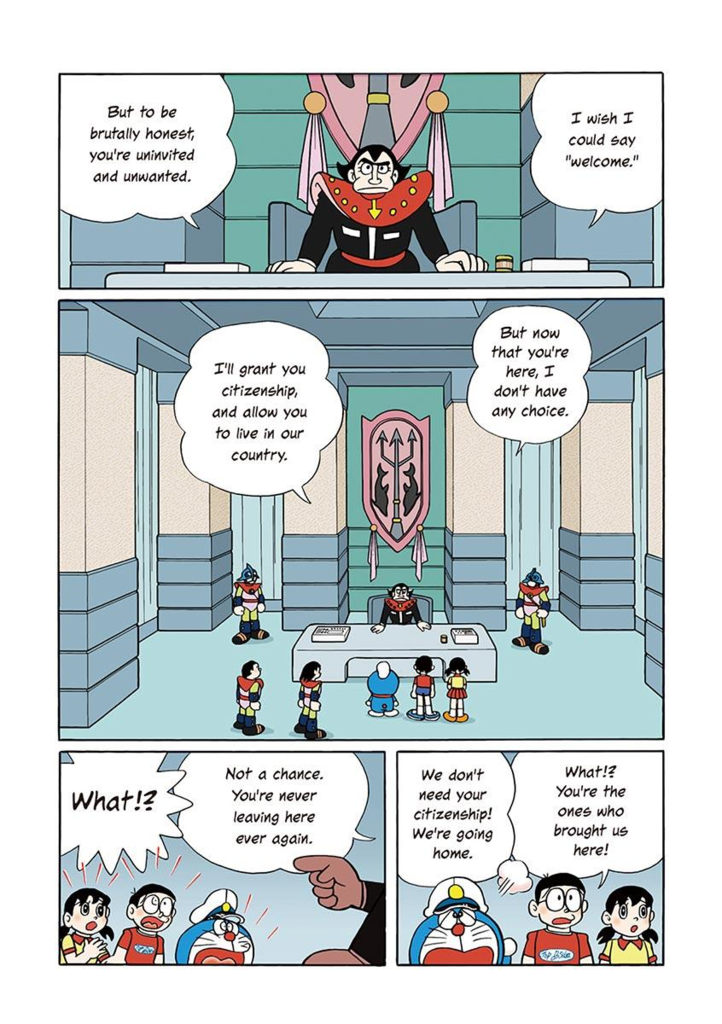 I wish I
could say
"welcome."
But to be
brutally honest,
you're uninvited
and unwanted.
But now
that you're
here, I
don't have
any choice.
I'll grant you
citizenship,
and allow you
to live in our
country.
What!?
You're the
ones who
brought us
here!
We don't
need your
citizenship!
We're going
home.
Not a chance.
You're never
leaving here
ever again.
What!?